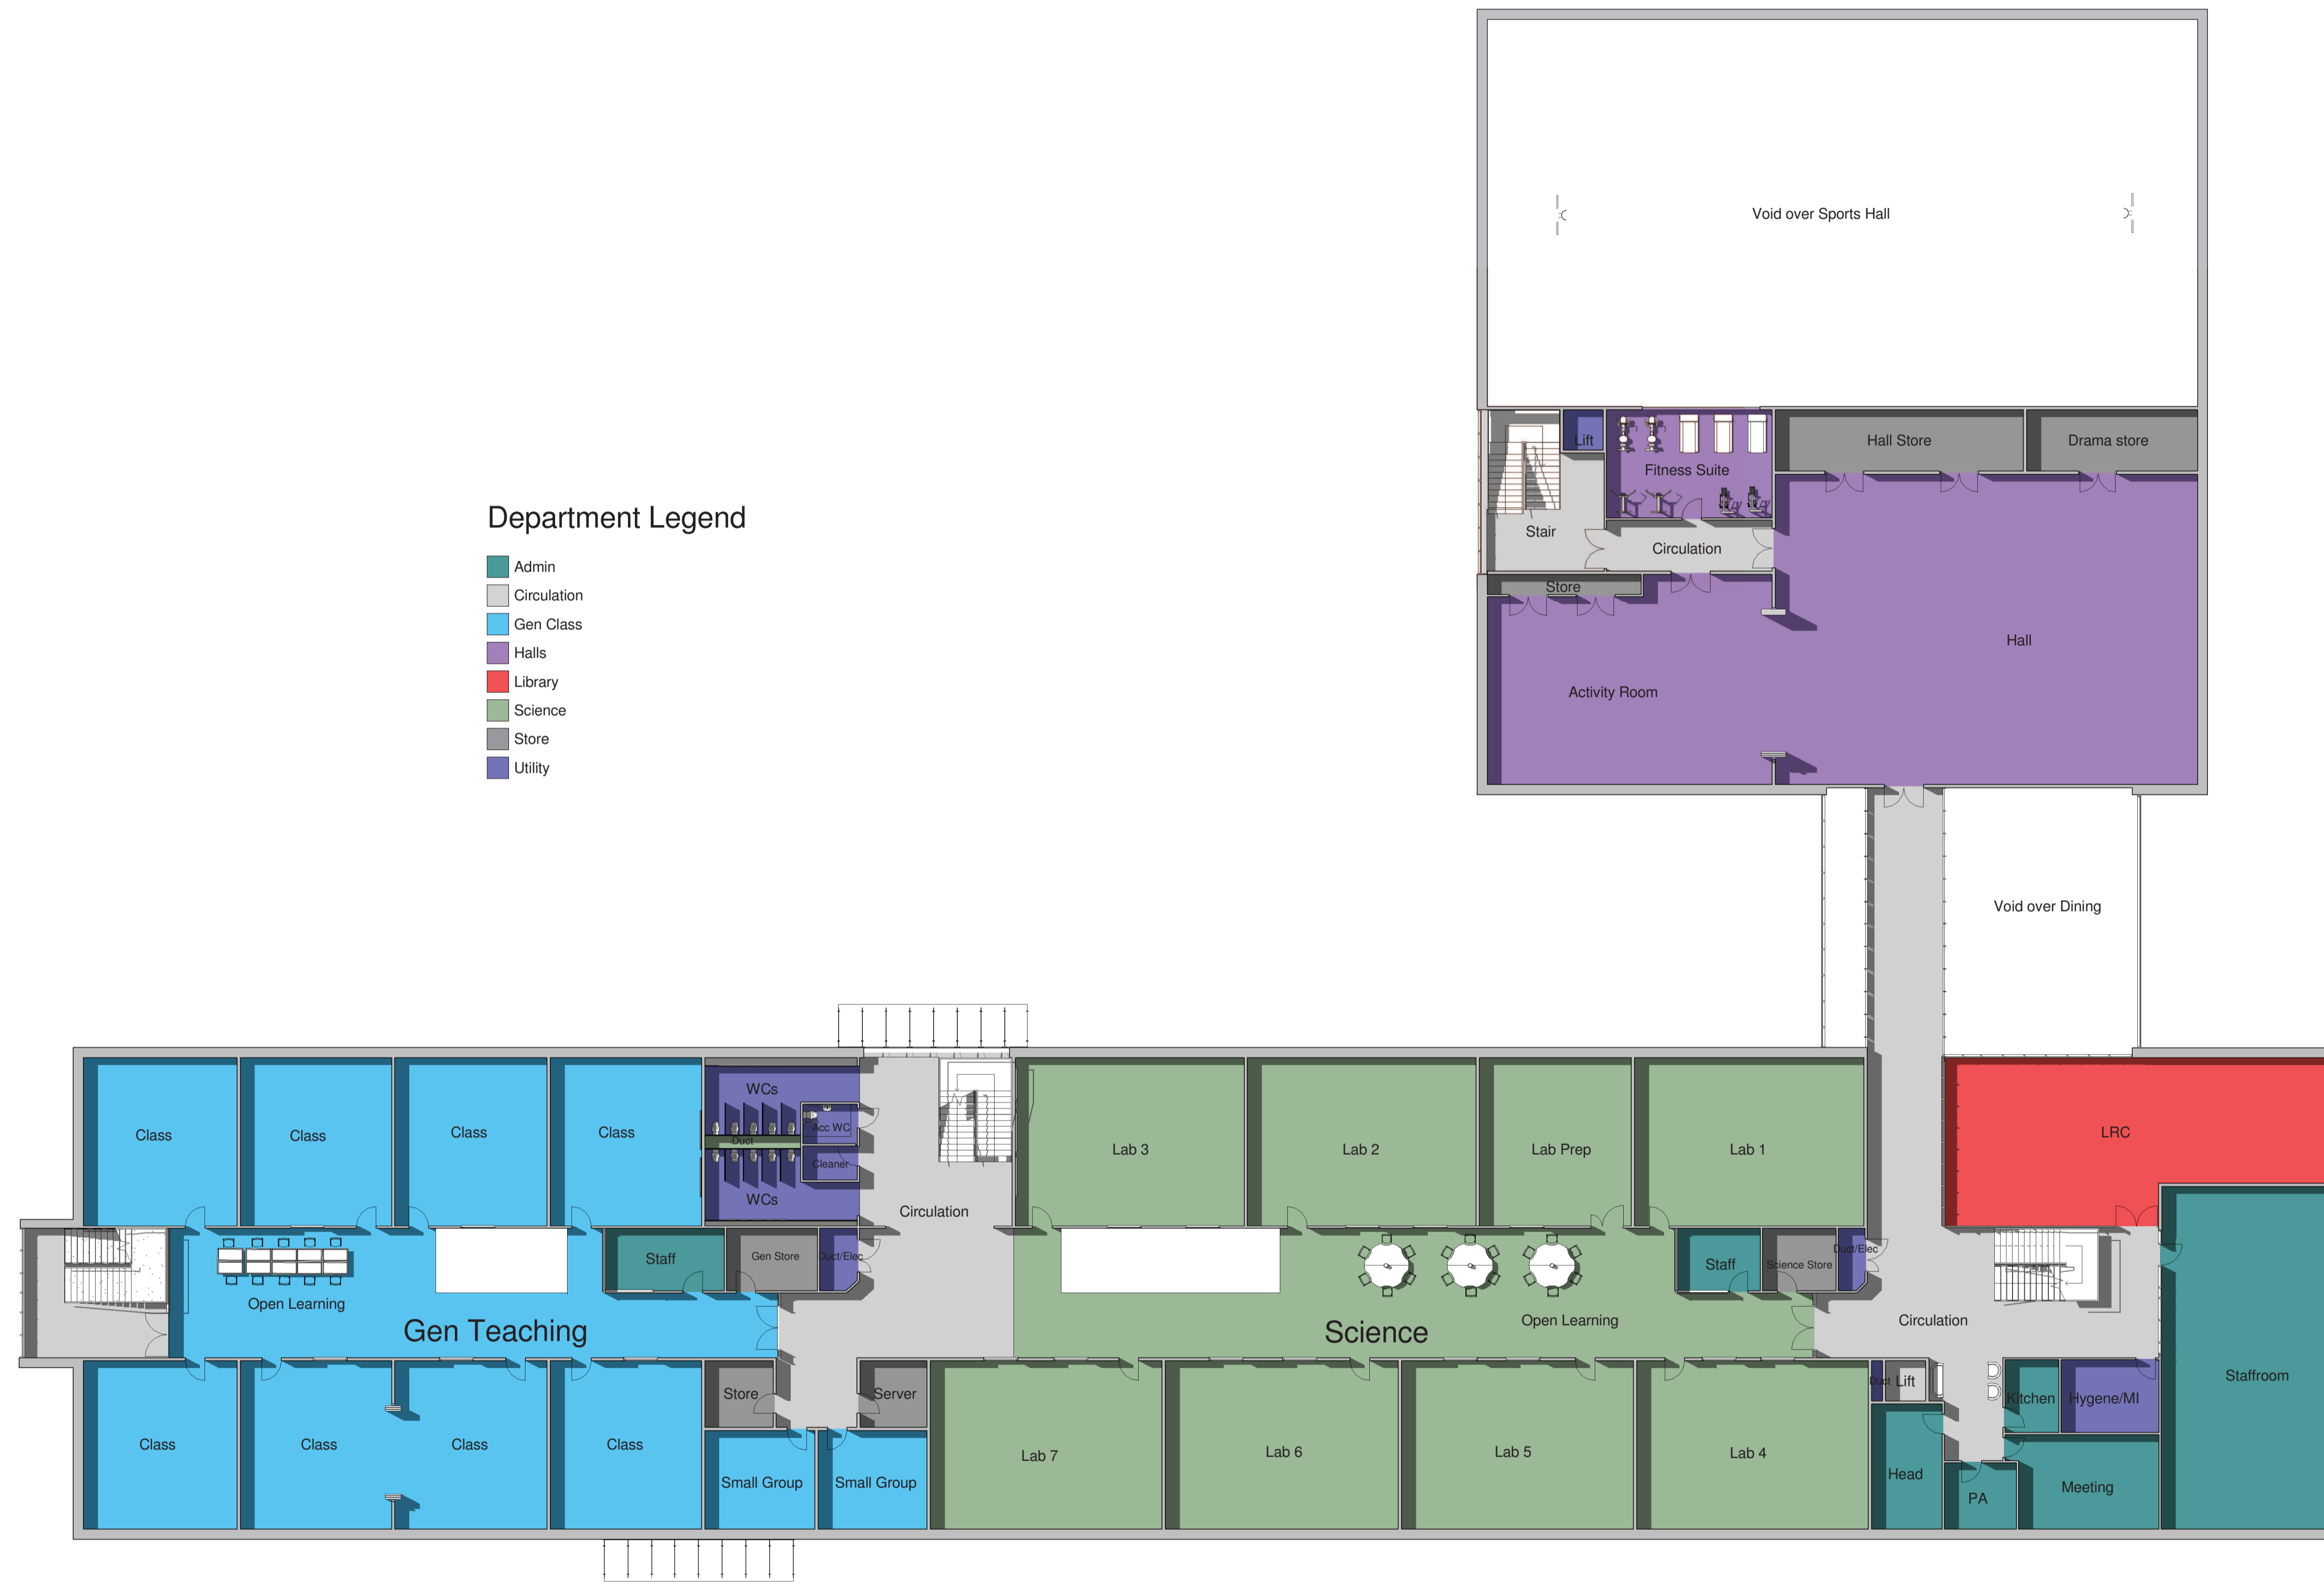 Void over Sports Hall
Lift
Hall Store
Drama store
Fitness Suite
Stair
Circulation
Store
Hall
Activity Room
Department Legend
Admin
Circulation
Gen Class
Halls
Library
Science
Store
Utility
Void over Dining
Class
Class
Class
Class
WCs
Acc WC
Duct
Cleaner
WCs
Circulation
Lab 3
Lab 2
Lab Prep
Lab 1
LRC
Staff
Gen Store
Duct/Elec
Open Learning
Gen Teaching
Science
Open Learning
Staff
Science Store
Duct/Elec
Circulation
Staffroom
Class
Class
Class
Class
Store
Server
Small Group
Small Group
Lab 7
Lab 6
Lab 5
Lab 4
Duct
Lift
Kitchen
Hygene/MI
Head
PA
Meeting